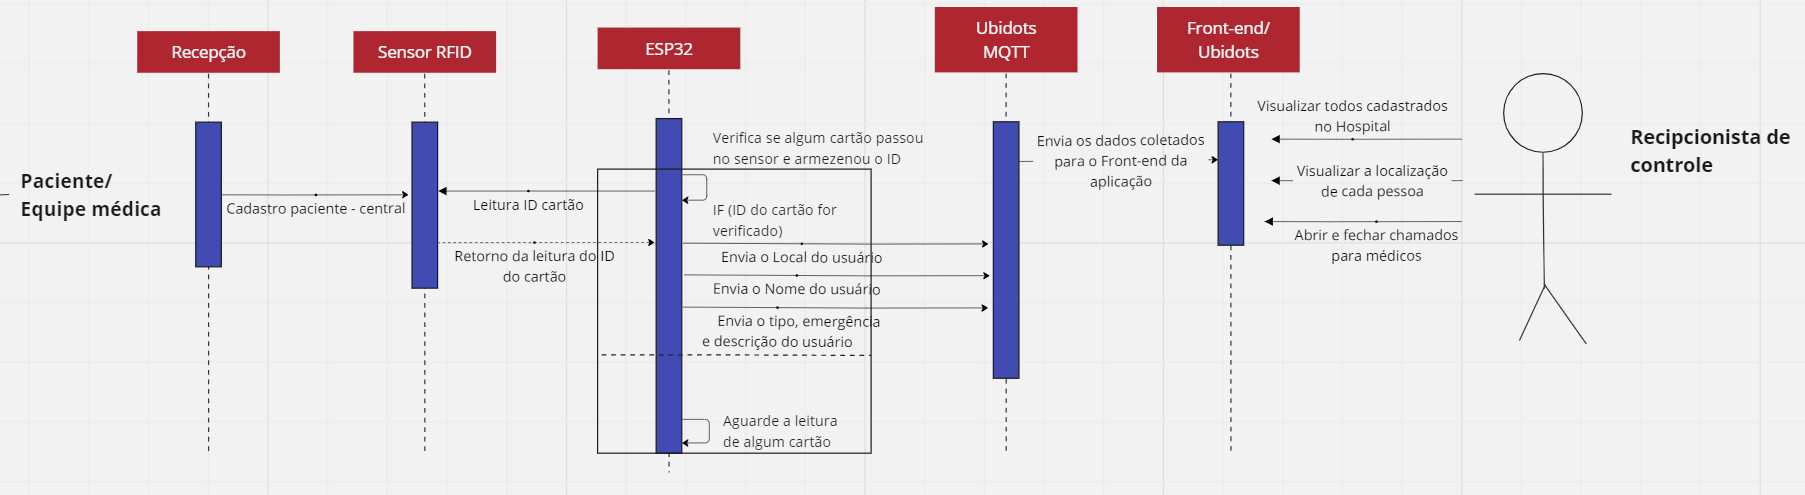 Recepção
Sensor RFID
ESP32
Ubidots
MQTT
Front-end/
Ubidots
Paciente/
Equipe médica
Cadastro paciente - central
Leitura ID cartão
Retorno da leitura do ID
do cartão
Verifica se algum cartão passou
no sensor e armezenou o ID
IF (ID do cartão for
verificado)
Envia o Local do usuário
Envia o Nome do usuário
Envia o tipo, emergência
e descrição do usuário
Aguarde a leitura
de algum cartão
Envia os dados coletados
para o Front-end da
aplicação
Visualizar todos cadastrados
no Hospital
Visualizar a localização
de cada pessoa
Abrir e fechar chamados
para médicos
Recipcionista de
controle